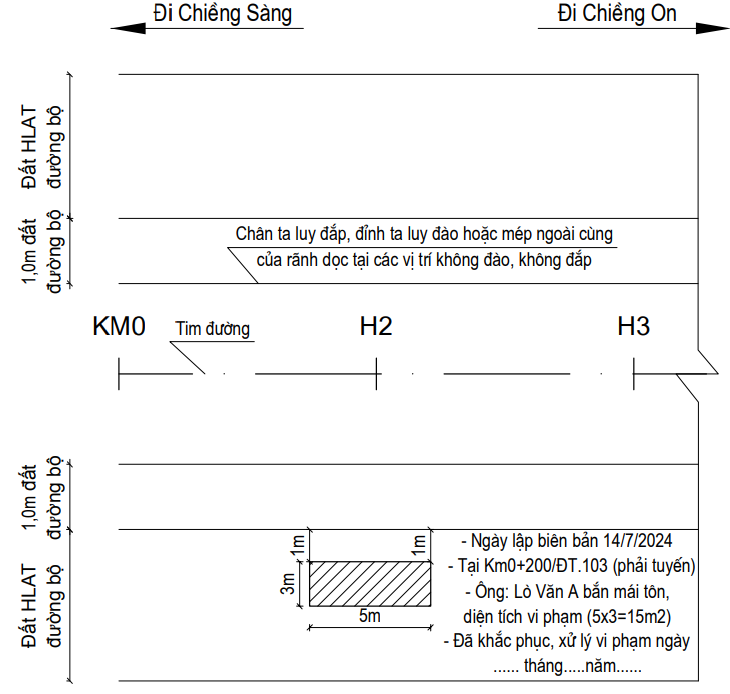 Đi Chiềng Sàng
Đi Chiềng On
Đất HLAT
đường bộ
1,0m đất
đường bộ
Chân ta luy đắp, đỉnh ta luy đào hoặc mép ngoài cùng
của rãnh dọc tại các vị trí không đào, không đắp
KM0
Tim đường
H2
H3
1,0m đất
đường bộ
Đất HLAT
đường bộ
1m
1m
3m
5m
- Ngày lập biên bản 14/7/2024
- Tại Km0+200/ĐT.103 (phải tuyến)
- Ông: Lò Văn A bắn mái tôn,
diện tích vi phạm (5x3=15m2)
- Đã khắc phục, xử lý vi phạm ngày
...... tháng.....năm......